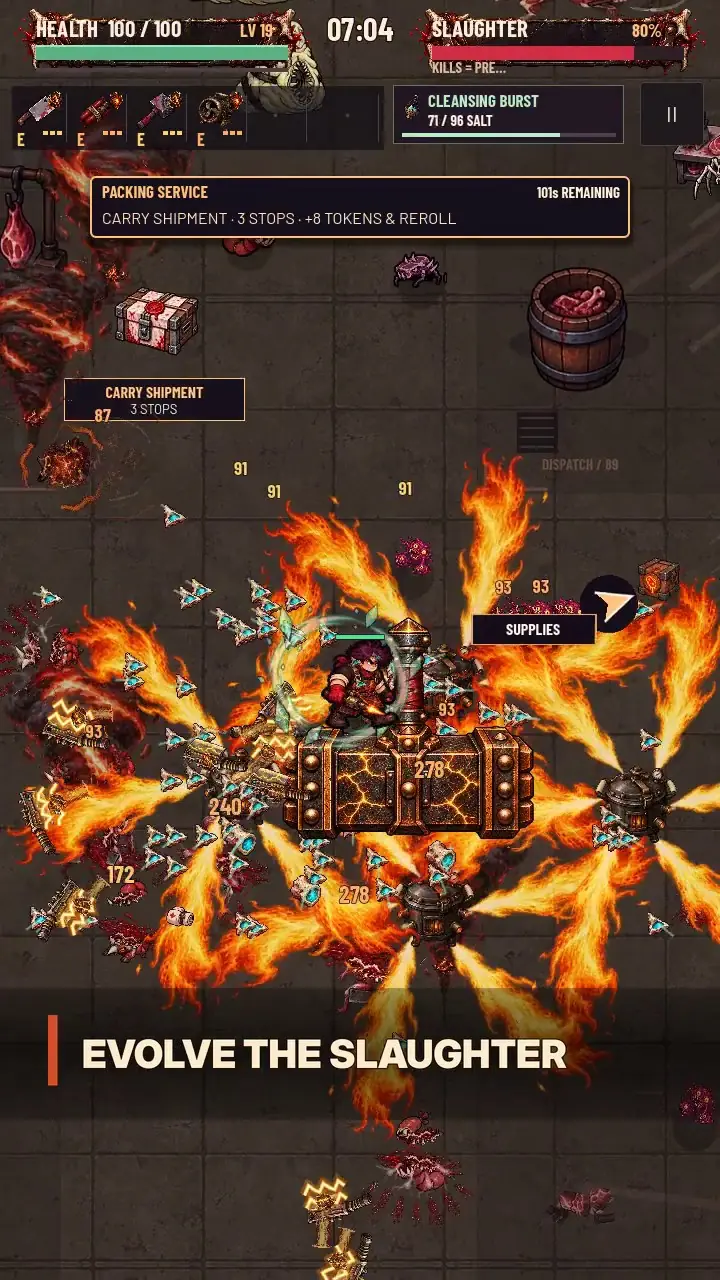 HEALTH 100 / 100
LV 19
07:04
SLAUGHTER
80%
KILLS = PRE...
E
E
E
E
CLEANSING BURST
71 / 96 SALT
PACKING SERVICE
101s REMAINING
CARRY SHIPMENT · 3 STOPS · +8 TOKENS & REROLL
CARRY SHIPMENT
87
3 STOPS
DISPATCH / 09
91
91
91
93
93
SUPPLIES
93
93
278
240
172
278
EVOLVE THE SLAUGHTER